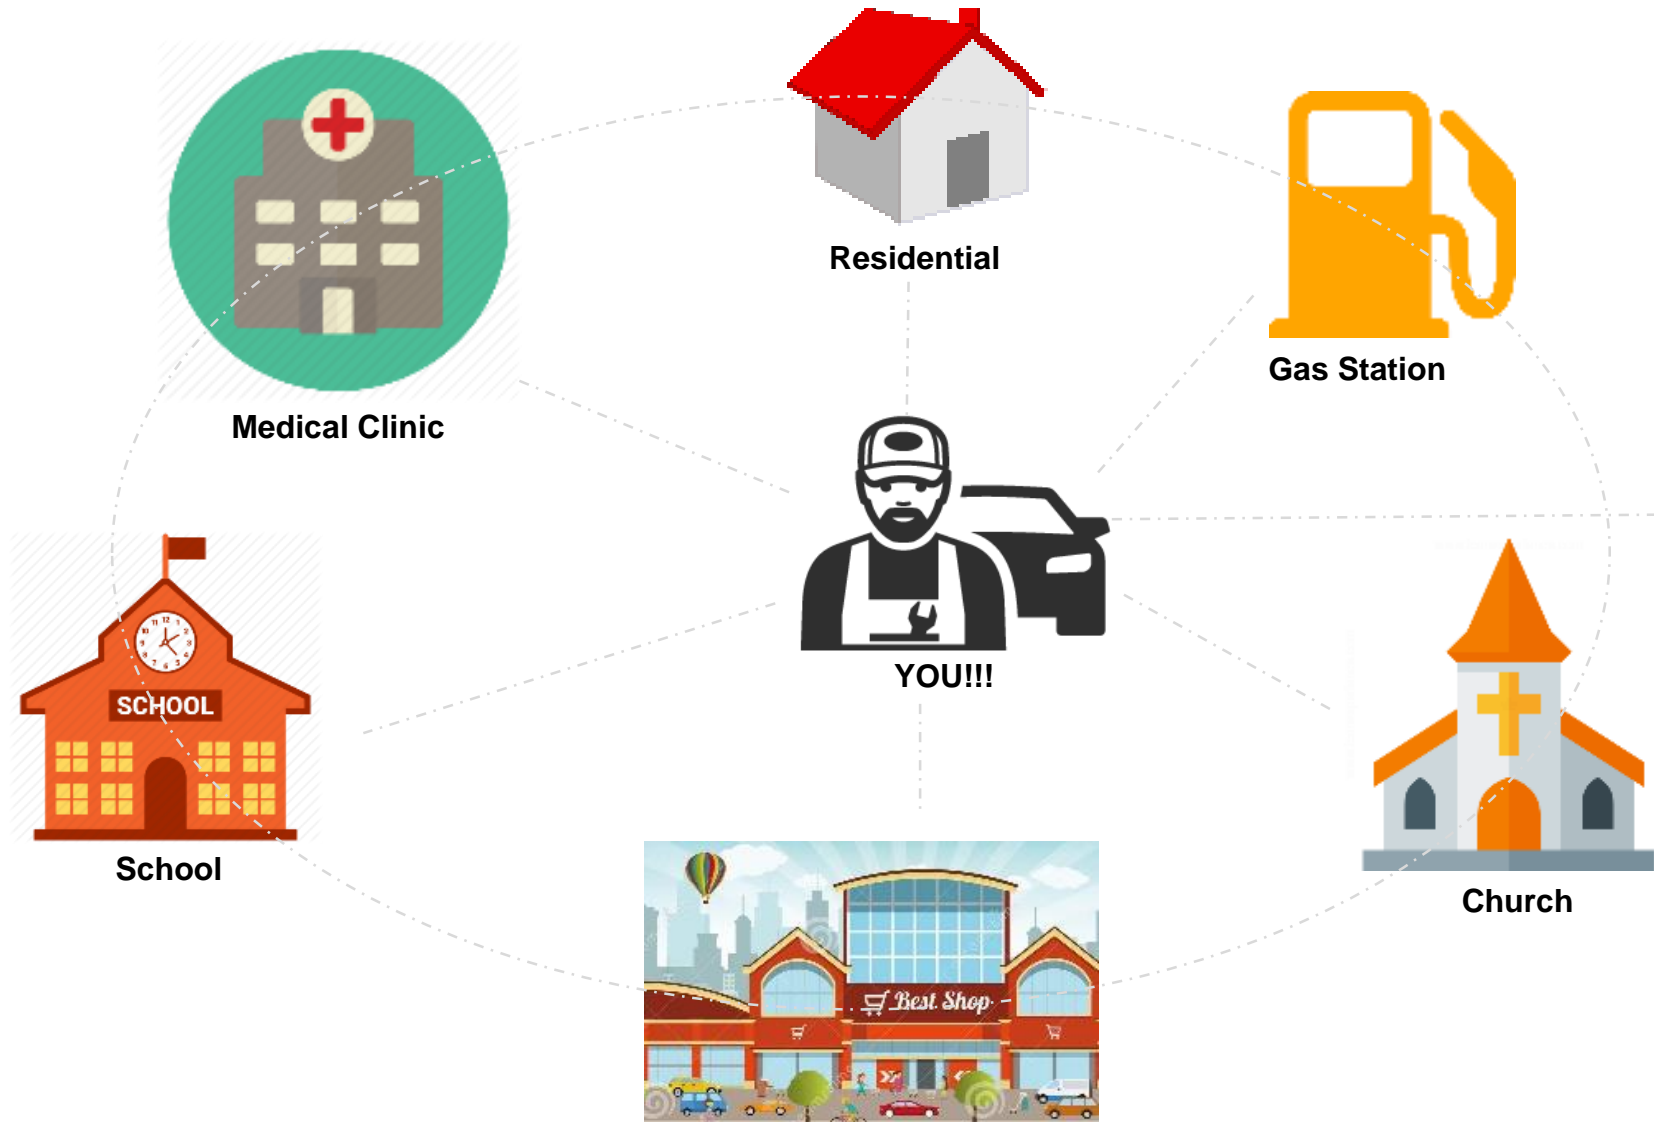 Residential
Gas Station
Medical Clinic
YOU!!!
SCHOOL
School
Church
Best Shop